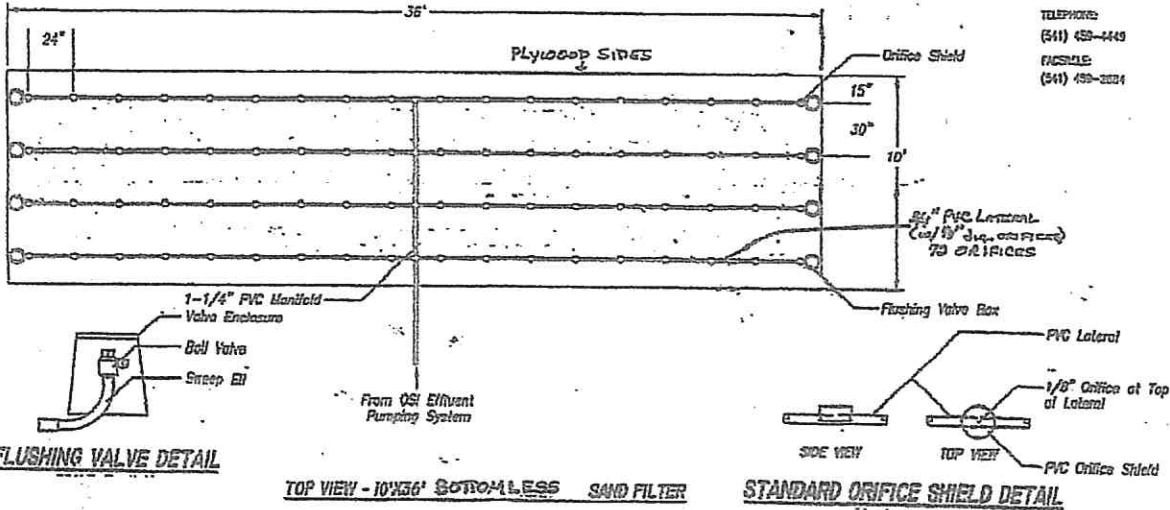 36'
TELEPHONE:
(541) 459-4449
FACSIMILE:
24"
PLYWOOD SIDES
Orifice Shield
15"
30"
10'
PVC LATERAL
ORIFICES
1-1/4" PVC Manifold
Valve Enclosure
Ball Valve
Sweep Ell
From OSI Effluent
Pumping System
Flushing Valve Box
PVC Lateral
1/8" Orifice at Top
of Lateral
SIDE VIEW
TOP VIEW
PVC Orifice Shield
FLUSHING VALVE DETAIL
TOP VIEW - 10'X36' BOTTOMLESS SAND FILTER
STANDARD ORIFICE SHIELD DETAIL